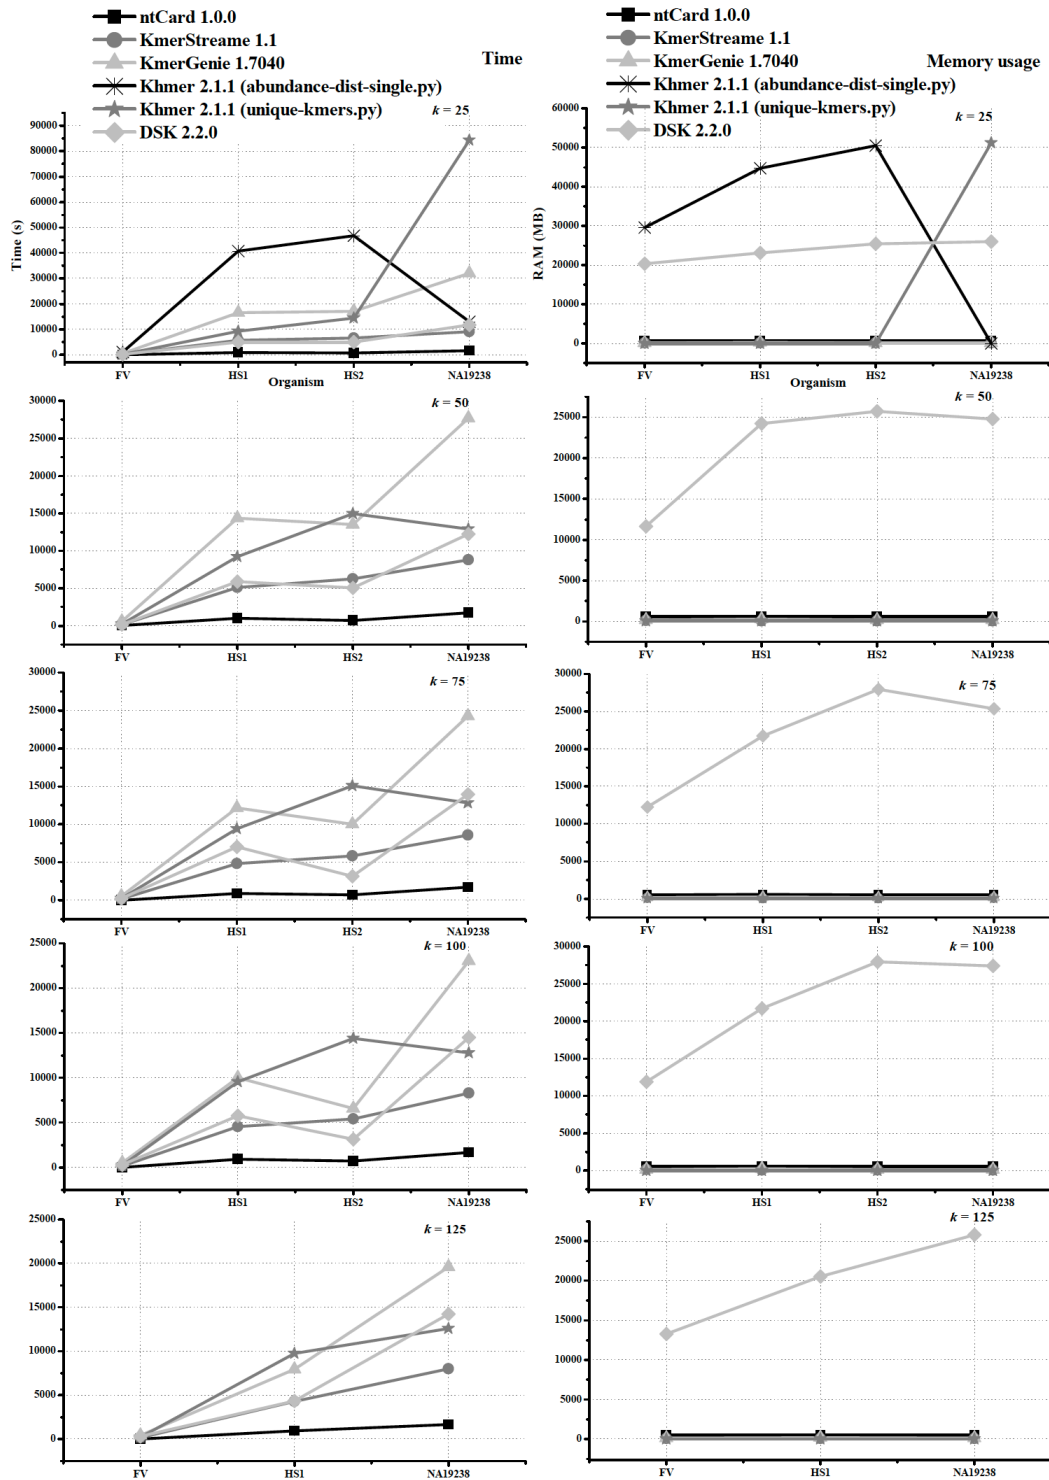 ntCard 1.0.0
KmerStreame 1.1
KmerGenie 1.7040
Khmer 2.1.1 (abundance-dist-single.py)
Khmer 2.1.1 (unique-kmers.py)
DSK 2.2.0
Time
k = 25
90000
80000
70000
60000
50000
40000
30000
20000
10000
0
Time (s)
FV HS1 HS2 NA19238
Organism
k = 50
30000
25000
20000
15000
10000
5000
0
FV HS1 HS2 NA19238
k = 75
30000
25000
20000
15000
10000
5000
0
FV HS1 HS2 NA19238
k = 100
25000
20000
15000
10000
5000
0
FV HS1 HS2 NA19238
k = 125
25000
20000
15000
10000
5000
0
FV HS1 NA19238
ntCard 1.0.0
KmerStreame 1.1
KmerGenie 1.7040
Khmer 2.1.1 (abundance-dist-single.py)
Khmer 2.1.1 (unique-kmers.py)
DSK 2.2.0
Memory usage
k = 25
60000
50000
40000
30000
20000
10000
0
RAM (MB)
FV HS1 HS2 NA19238
Organism
k = 50
25000
20000
15000
10000
5000
0
FV HS1 HS2 NA19238
k = 75
30000
25000
20000
15000
10000
5000
0
FV HS1 HS2 NA19238
k = 100
30000
25000
20000
15000
10000
5000
0
FV HS1 HS2 NA19238
k = 125
25000
20000
15000
10000
5000
0
FV HS1 NA19238